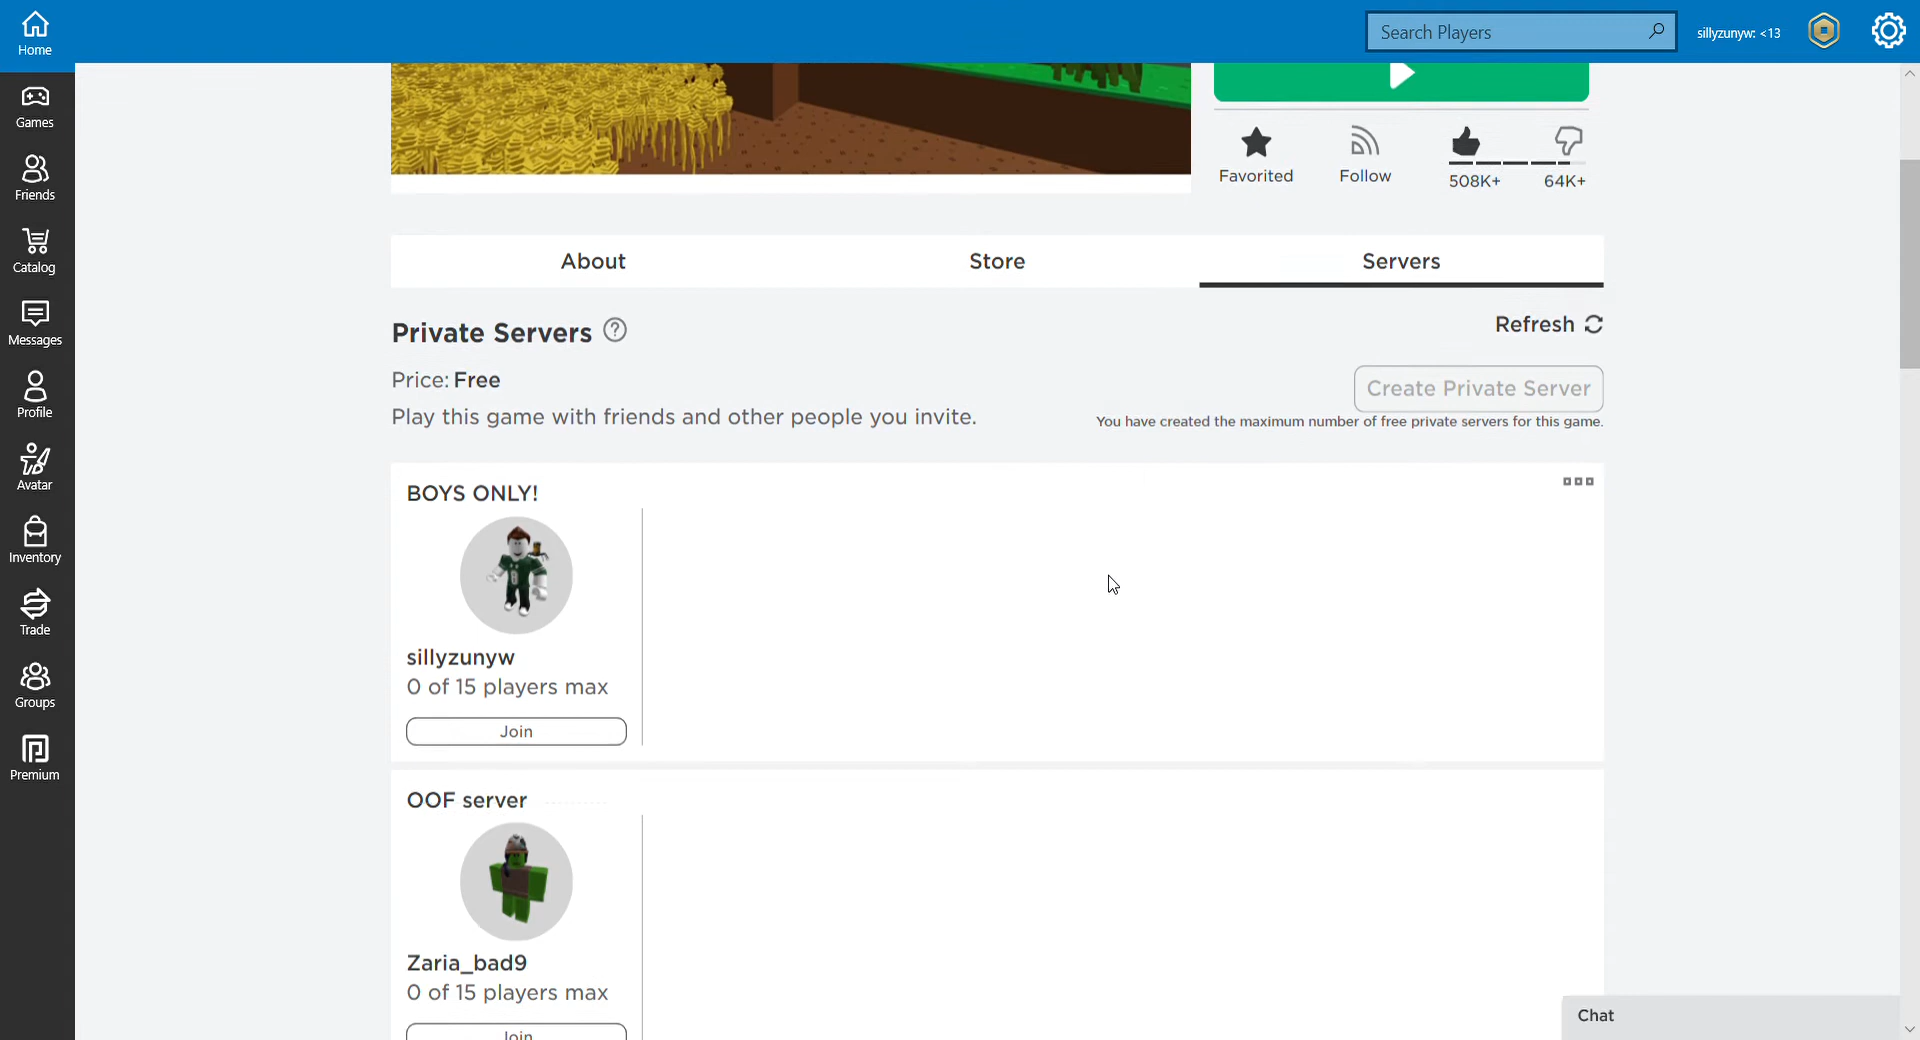 Home
Search Players
sillyzunyw: <13
Games
Friends
Catalog
Messages
Profile
Avatar
Inventory
Trade
Groups
Premium
Favorited
Follow
508K+
64K+
About
Store
Servers
Private Servers ?
Refresh
Price: Free
Create Private Server
Play this game with friends and other people you invite.
You have created the maximum number of free private servers for this game.
BOYS ONLY!
8
sillyzunyw
0 of 15 players max
Join
OOF server
Zaria_bad9
0 of 15 players max
Join
Chat